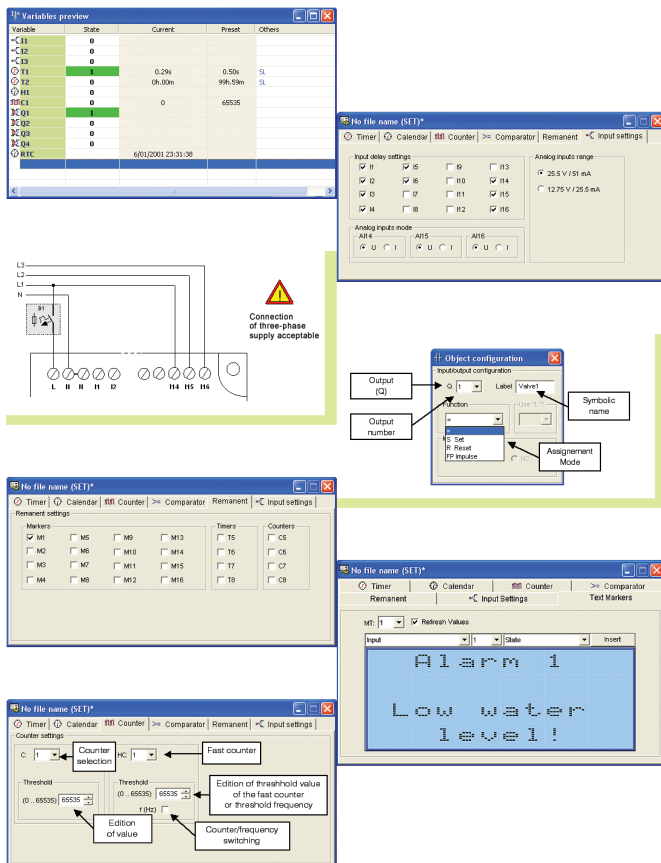 Variables preview
Variable State Current Preset Others
I1 0
I2 0
I3 0
T1 1 0.29s 0.50s SL
T2 0 0h.00m 99h.59m SL
H1 0
C1 0 0 65535
Q1 1
Q2 0
Q3 0
Q4 0
RTC 6/01/2001 23:31:38
No file name (SET)*
Timer Calendar Counter >= Comparator Remanent Input settings
Input delay settings
I1 I5 I9 I13
I2 I6 I10 I14
I3 I7 I11 I15
I4 I8 I12 I16
Analog inputs range
25.5 V / 51 mA
12.75 V / 25.5 mA
Analog inputs mode
AI14 AI15 AI16
U I U I U I
L3
L2
L1
N
L N N I1 I2 I14 I15 I16
Connection
of three-phase
supply acceptable
Object configuration
Input/output configuration
Q 1 Label Valve1
Function
=
=
S Set
R Reset
FP Impulse
Use "L"?
NC
Output
(Q)
Output
number
Symbolic
name
Assignement
Mode
No file name (SET)*
Timer Calendar Counter >= Comparator Remanent Input settings
Remanent settings
Markers Timers Counters
M1 M5 M9 M13 T5 C5
M2 M6 M10 M14 T6 C6
M3 M7 M11 M15 T7 C7
M4 M8 M12 M16 T8 C8
No file name (SET)*
Timer Calendar Counter >= Comparator
Remanent Input Settings Text Markers
MT: 1 Refresh Values
Input 1 State Insert
Alarm 1
Low water
level!
No file name (SET)*
Timer Calendar Counter >= Comparator Remanent Input settings
Counter settings
C: 1 HC: 1
Counter
selection
Fast counter
Threshold
(0 .. 65535) 65535
Threshold
(0 .. 65535) 65535
f (Hz)
Edition
of value
Edition of threshhold value
of the fast counter
or threshold frequency
Counter/frequency
switching